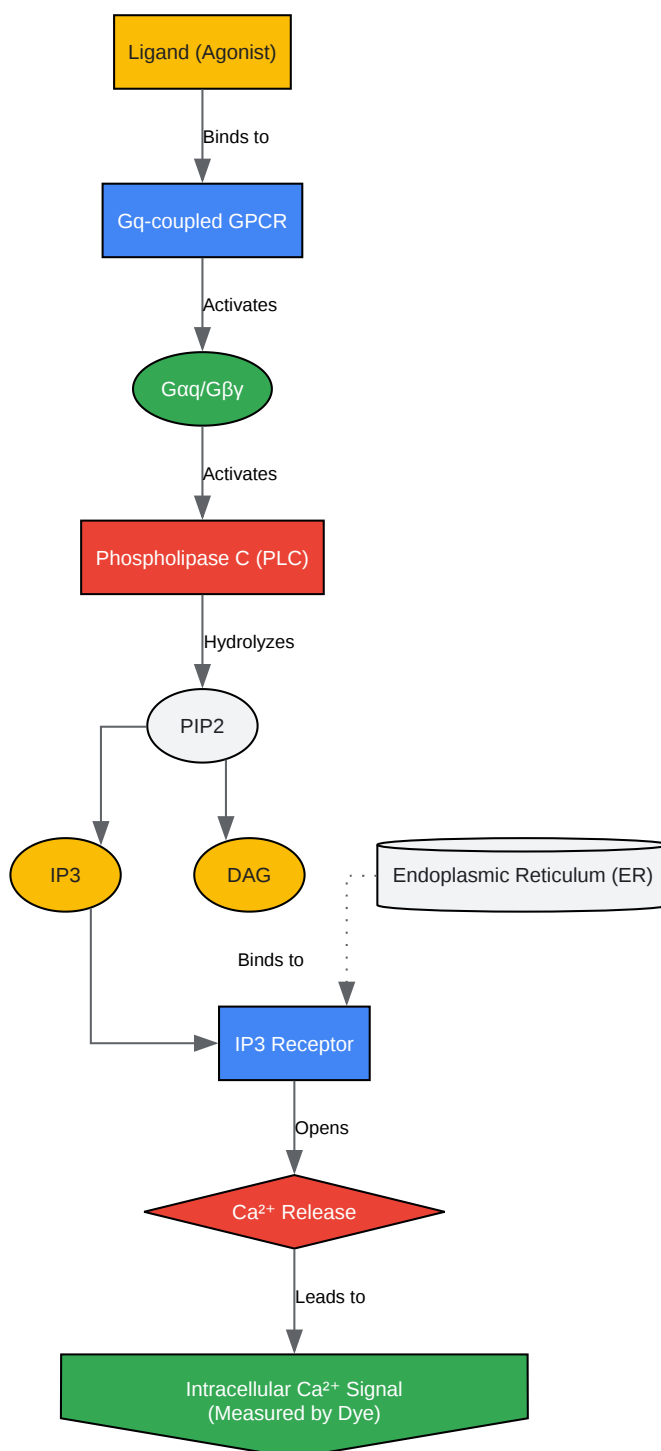 Ligand (Agonist)
Binds to
Gq-coupled GPCR
Activates
Gαq/Gβγ
Activates
Phospholipase C (PLC)
Hydrolyzes
PIP2
IP3
DAG
Endoplasmic Reticulum (ER)
Binds to
IP3 Receptor
Opens
Ca²⁺ Release
Leads to
Intracellular Ca²⁺ Signal
(Measured by Dye)